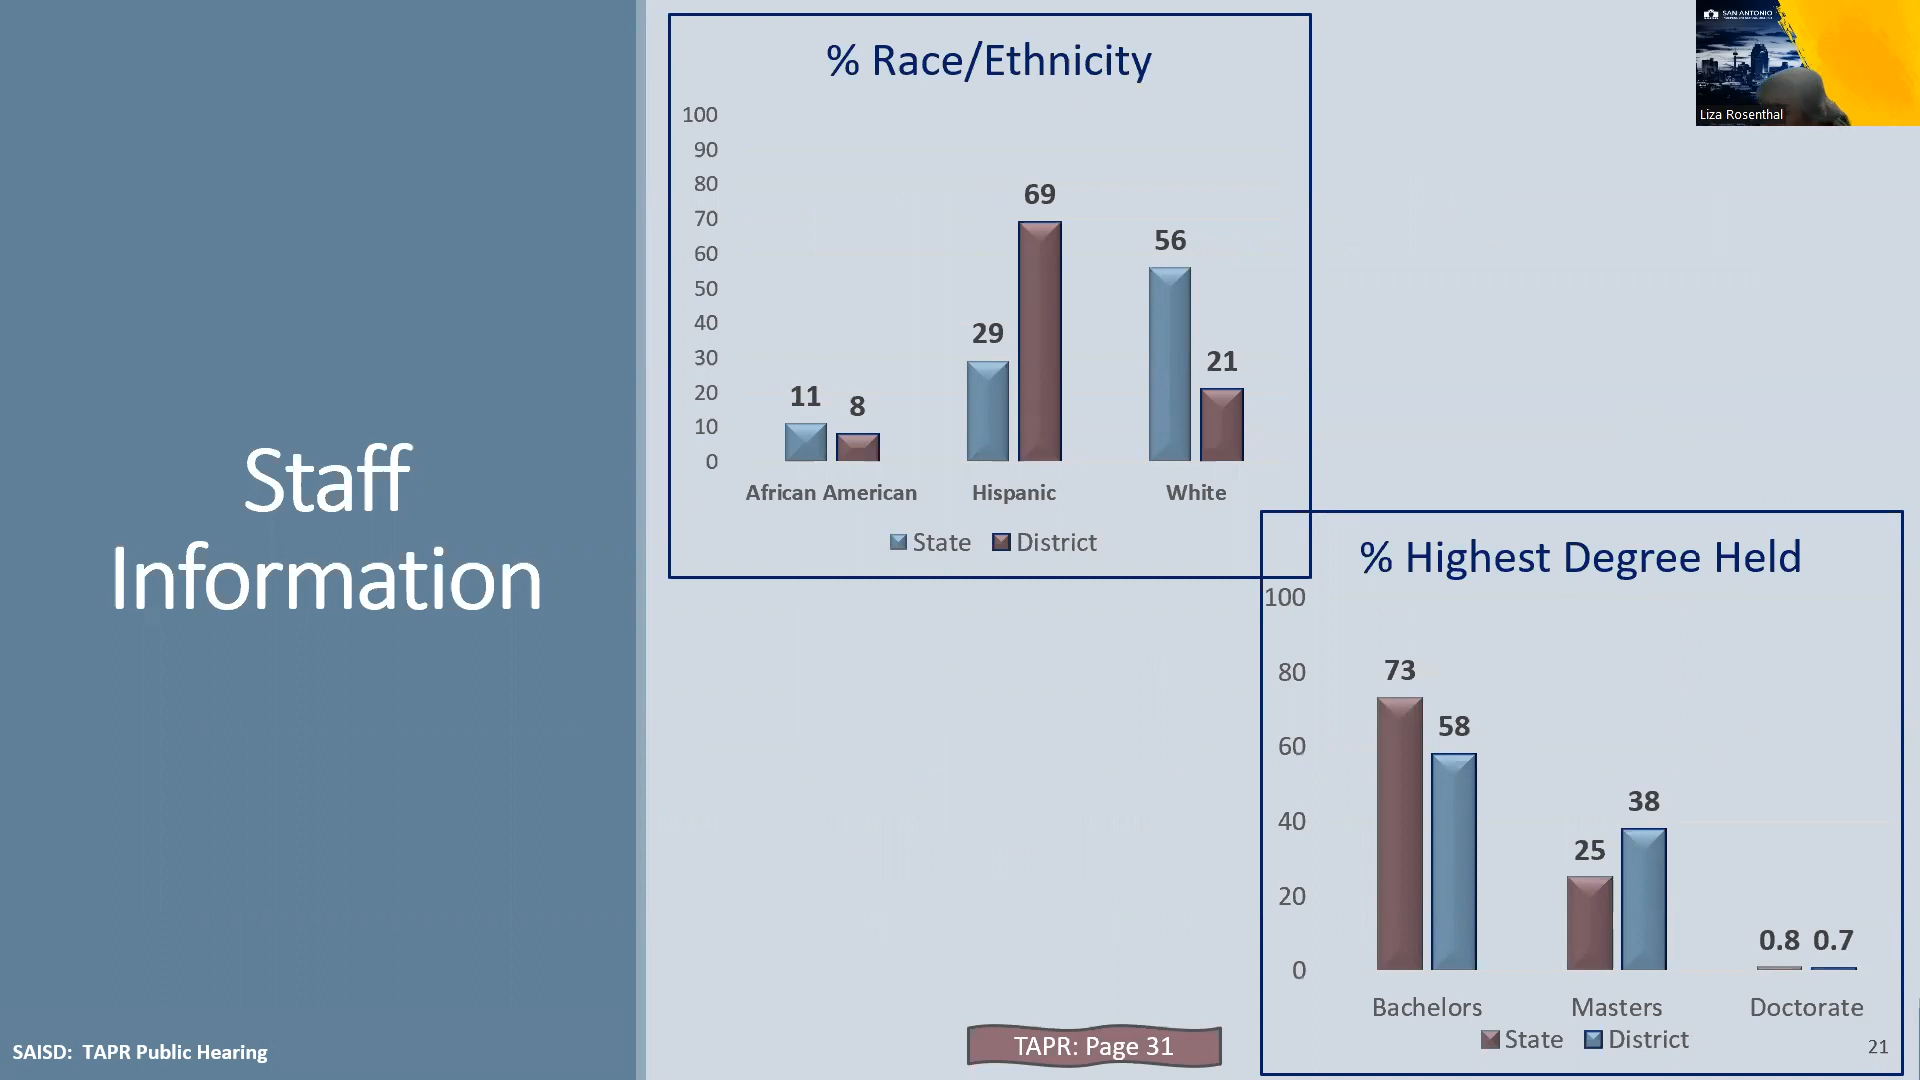 Staff
Information
SAISD: TAPR Public Hearing
% Race/Ethnicity
100
90
80
70
60
50
40
30
20
10
0
11
8
29
69
56
21
African American
Hispanic
White
State
District
SAN ANTONIO
Liza Rosenthal
% Highest Degree Held
100
80
60
40
20
0
73
58
25
38
0.8
0.7
Bachelors
Masters
Doctorate
State
District
TAPR: Page 31
21